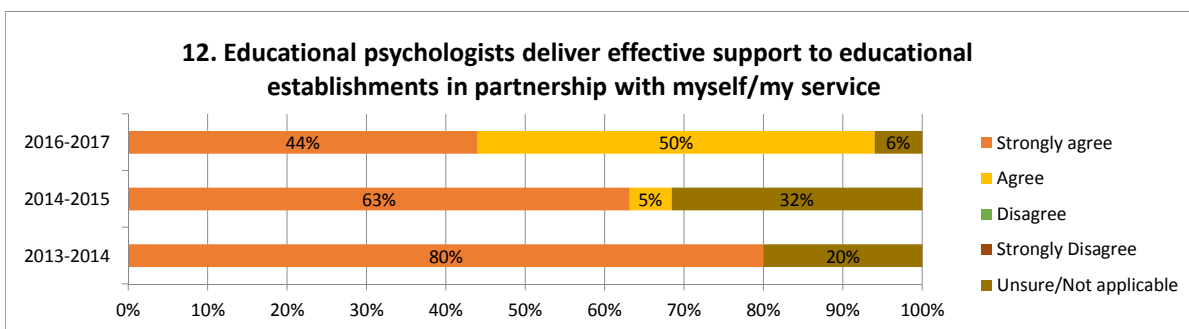 12. Educational psychologists deliver effective support to educational
establishments in partnership with myself/my service
2016-2017
44%
50%
6%
2014-2015
63%
5%
32%
2013-2014
80%
20%
0% 10% 20% 30% 40% 50% 60% 70% 80% 90% 100%
Strongly agree
Agree
Disagree
Strongly Disagree
Unsure/Not applicable